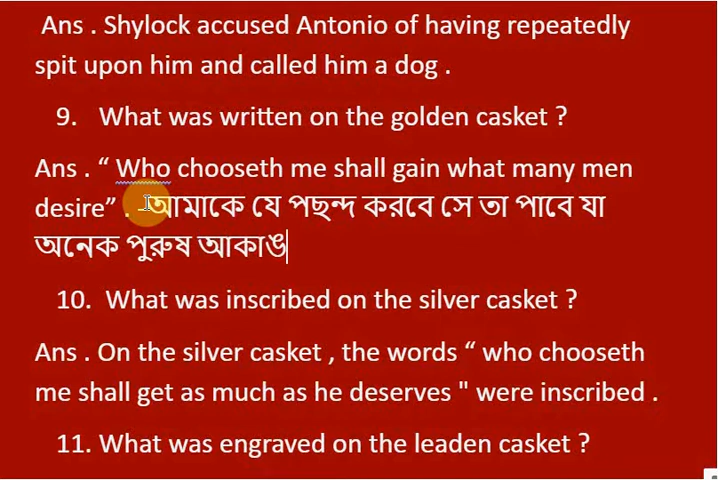 Ans . Shylock accused Antonio of having repeatedly
spit upon him and called him a dog .
9. What was written on the golden casket ?
Ans . “ Who chooseth me shall gain what many men
desire” . -আমাকে যে পছন্দ করবে সে তা পাবে যা
অনেক পুরুষ আকাঙ
10. What was inscribed on the silver casket ?
Ans . On the silver casket , the words “ who chooseth
me shall get as much as he deserves " were inscribed .
11. What was engraved on the leaden casket ?